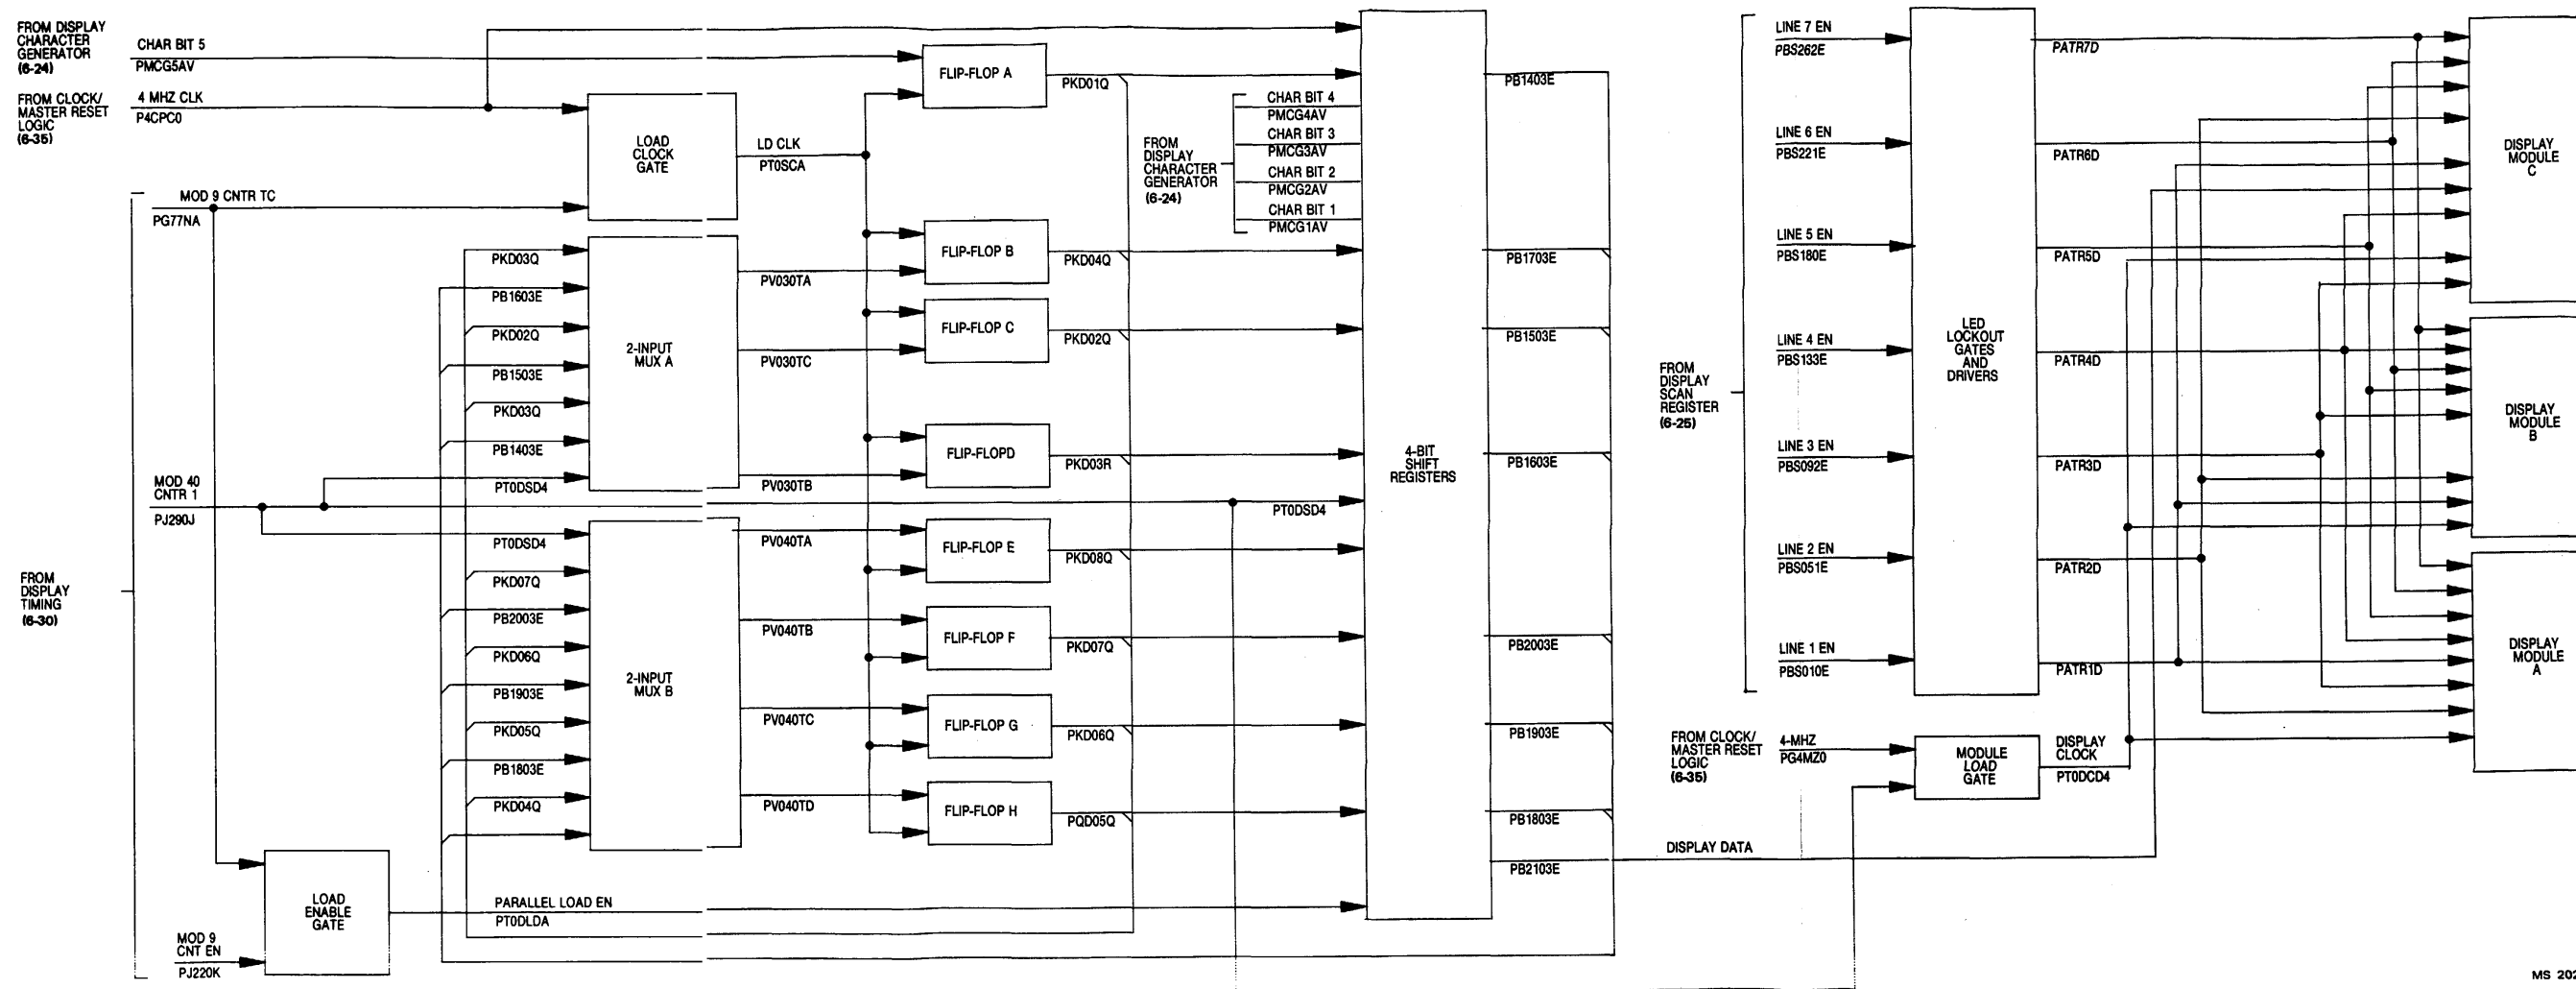 FROM DISPLAY
CHARACTER
GENERATOR
(6-24)
CHAR BIT 5
PMCG5AV
FROM CLOCK/
MASTER RESET
LOGIC
(6-35)
4 MHZ CLK
P4CPC0
MOD 9 CNTR TC
PG77NA
FROM
DISPLAY
TIMING
(6-30)
MOD 40
CNTR 1
PJ290J
MOD 9
CNT EN
PJ220K
LOAD
ENABLE
GATE
PARALLEL LOAD EN
PT0DLDA
LOAD
CLOCK
GATE
LD CLK
PT0SCA
PKD03Q
PB1603E
PKD02Q
PB1503E
PKD03Q
PB1403E
PT0DSD4
2-INPUT
MUX A
PV030TA
PV030TC
PV030TB
PT0DSD4
PKD07Q
PB2003E
PKD06Q
PB1903E
PKD05Q
PB1803E
PKD04Q
2-INPUT
MUX B
PV040TA
PV040TB
PV040TC
PV040TD
FLIP-FLOP A
PKD01Q
FLIP-FLOP B
PKD04Q
FLIP-FLOP C
PKD02Q
FLIP-FLOPD
PKD03R
FLIP-FLOP E
PKD08Q
FLIP-FLOP F
PKD07Q
FLIP-FLOP G
PKD06Q
FLIP-FLOP H
PQD05Q
FROM
DISPLAY
CHARACTER
GENERATOR
(6-24)
CHAR BIT 4
PMCG4AV
CHAR BIT 3
PMCG3AV
CHAR BIT 2
PMCG2AV
CHAR BIT 1
PMCG1AV
PT0DSD4
4-BIT
SHIFT
REGISTERS
PB1403E
PB1703E
PB1503E
PB1603E
PB2003E
PB1903E
PB1803E
PB2103E
DISPLAY DATA
FROM
DISPLAY
SCAN
REGISTER
(6-25)
LINE 7 EN
PBS262E
LINE 6 EN
PBS221E
LINE 5 EN
PBS180E
LINE 4 EN
PBS133E
LINE 3 EN
PBS092E
LINE 2 EN
PBS051E
LINE 1 EN
PBS010E
LED
LOCKOUT
GATES
AND
DRIVERS
PATR7D
PATR6D
PATR5D
PATR4D
PATR3D
PATR2D
PATR1D
FROM CLOCK/
MASTER RESET
LOGIC
(6-35)
4-MHZ
PG4MZ0
MODULE
LOAD
GATE
DISPLAY
CLOCK
PT0DCD4
DISPLAY
MODULE
C
DISPLAY
MODULE
B
DISPLAY
MODULE
A
MS 202